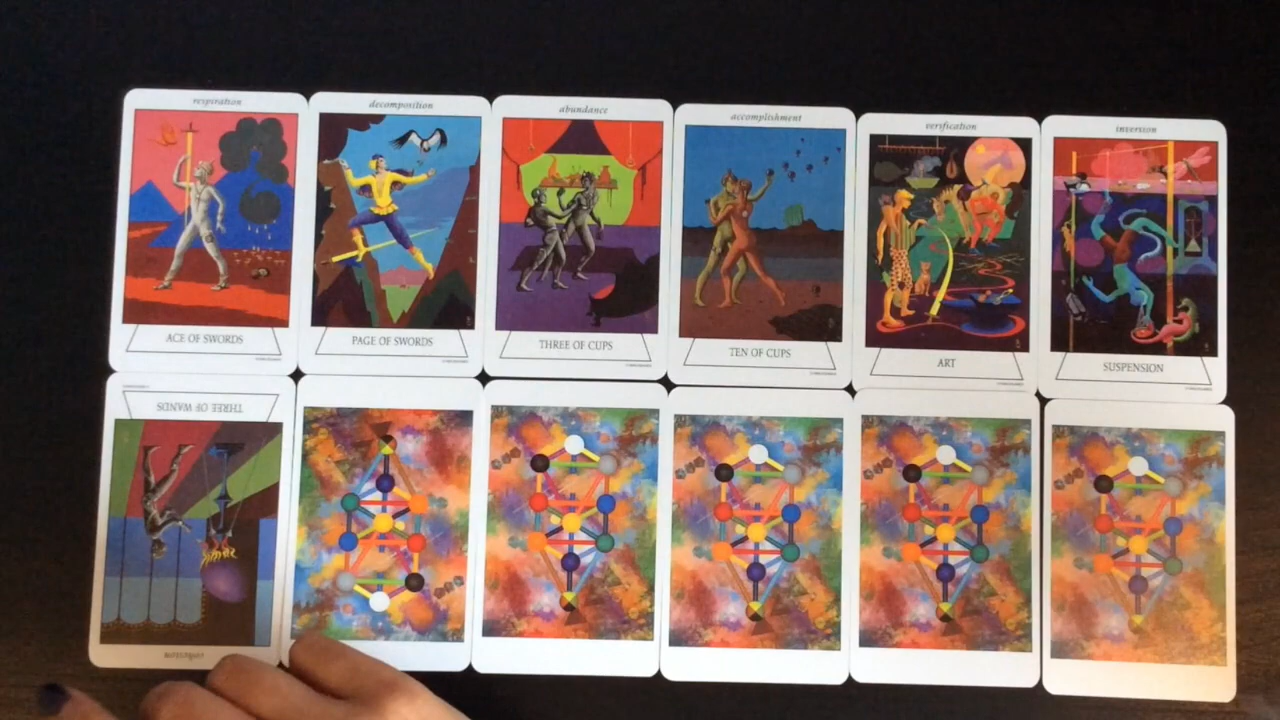 respiration
decomposition
abundance
accomplishment
verification
inversion
ACE OF SWORDS
PAGE OF SWORDS
THREE OF CUPS
TEN OF CUPS
ART
SUSPENSION
THREE OF WANDS